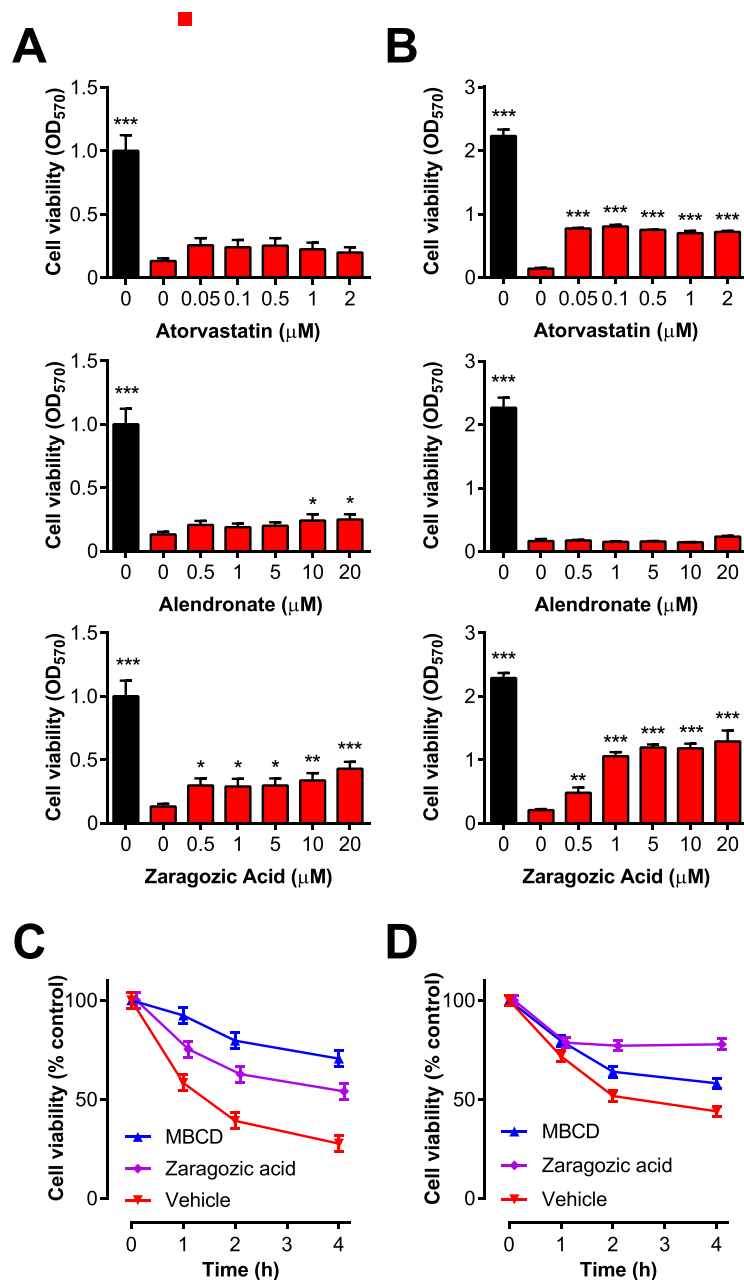 A
B
Cell viability (OD570)
1.5
1.0
0.5
0
***
0 0 0.05 0.1 0.5 1 2
Atorvastatin (μM)
Cell viability (OD570)
3
2
1
0
***
*** *** *** *** ***
0 0 0.05 0.1 0.5 1 2
Atorvastatin (μM)
Cell viability (OD570)
1.5
1.0
0.5
0
***
* *
0 0 0.5 1 5 10 20
Alendronate (μM)
Cell viability (OD570)
3
2
1
0
***
0 0 0.5 1 5 10 20
Alendronate (μM)
Cell viability (OD570)
1.5
1.0
0.5
0
***
* * * ** ***
0 0 0.5 1 5 10 20
Zaragozic Acid (μM)
Cell viability (OD570)
3
2
1
0
***
** *** *** *** ***
0 0 0.5 1 5 10 20
Zaragozic Acid (μM)
C
Cell viability (% control)
100
50
0
MBCD
Zaragozic acid
Vehicle
0 1 2 3 4
Time (h)
D
Cell viability (% control)
100
50
0
MBCD
Zaragozic acid
Vehicle
0 1 2 3 4
Time (h)